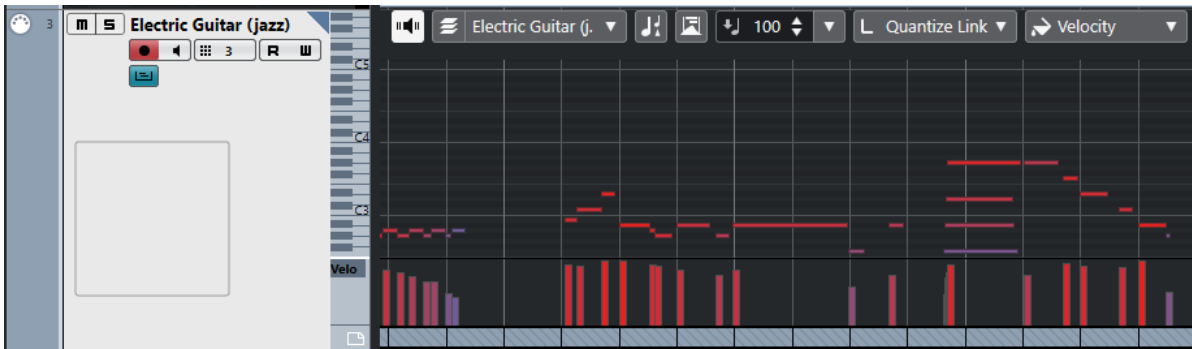 3 M S Electric Guitar (jazz) Electric Guitar (j. 100 L Quantize Link Velocity
3 R W
C5
C4
C3
Velo